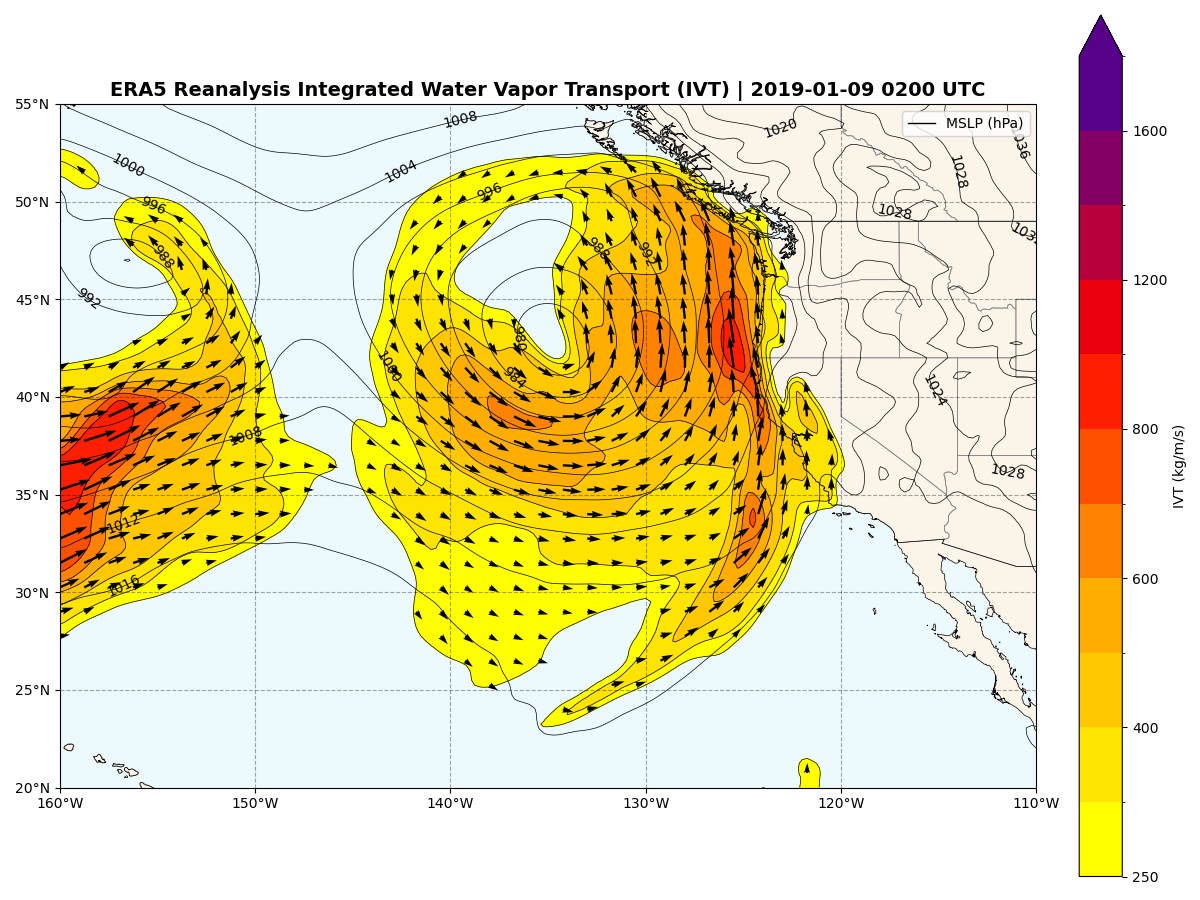 ERA5 Reanalysis Integrated Water Vapor Transport (IVT) | 2019-01-09 0200 UTC
MSLP (hPa)
55°N
50°N
45°N
40°N
35°N
30°N
25°N
20°N
160°W
150°W
140°W
130°W
120°W
110°W
1008
1020
1036
1000
1004
1028
996
996
1028
988
988
992
992
980
1000
984
1024
1008
1028
1012
1016
1600
1200
800
600
400
250
IVT (kg/m/s)